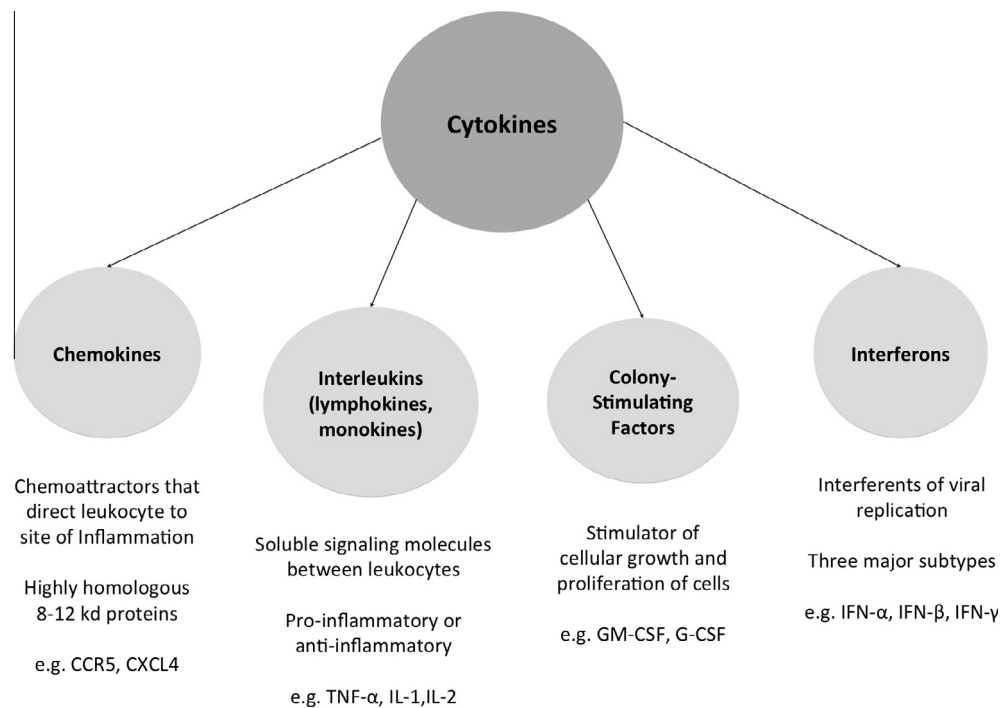 Cytokines
Chemokines
Chemoattractors that
direct leukocyte to
site of Inflammation
Highly homologous
8-12 kd proteins
e.g. CCR5, CXCL4
Interleukins
(lymphokines,
monokines)
Soluble signaling molecules
between leukocytes
Pro-inflammatory or
anti-inflammatory
e.g. TNF-α, IL-1,IL-2
Colony-
Stimulating
Factors
Stimulator of
cellular growth and
proliferation of cells
e.g. GM-CSF, G-CSF
Interferons
Interferents of viral
replication
Three major subtypes
e.g. IFN-α, IFN-β, IFN-γ